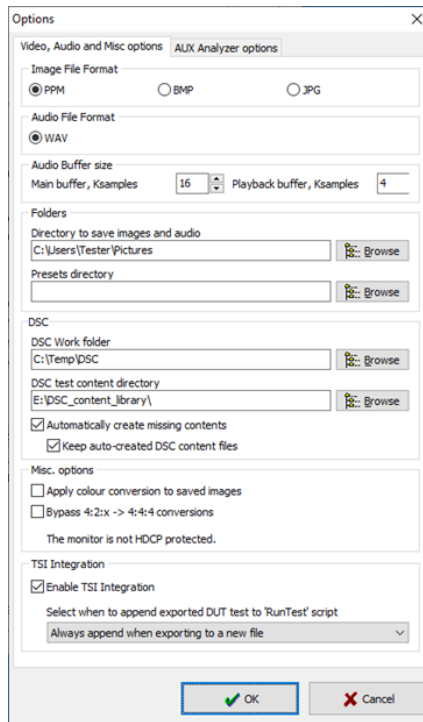 Options
Video, Audio and Misc options AUX Analyzer options
Image File Format
PPM BMP JPG
Audio File Format
WAV
Audio Buffer size
Main buffer, Ksamples 16 Playback buffer, Ksamples 4
Folders
Directory to save images and audio
C:\Users\Tester\Pictures Browse
Presets directory
Browse
DSC
DSC Work folder
C:\Temp\DSC Browse
DSC test content directory
E:\DSC_content_library\ Browse
Automatically create missing contents
Keep auto-created DSC content files
Misc. options
Apply colour conversion to saved images
Bypass 4:2:x -> 4:4:4 conversions
The monitor is not HDCP protected.
TSI Integration
Enable TSI Integration
Select when to append exported DUT test to 'RunTest' script
Always append when exporting to a new file
OK Cancel